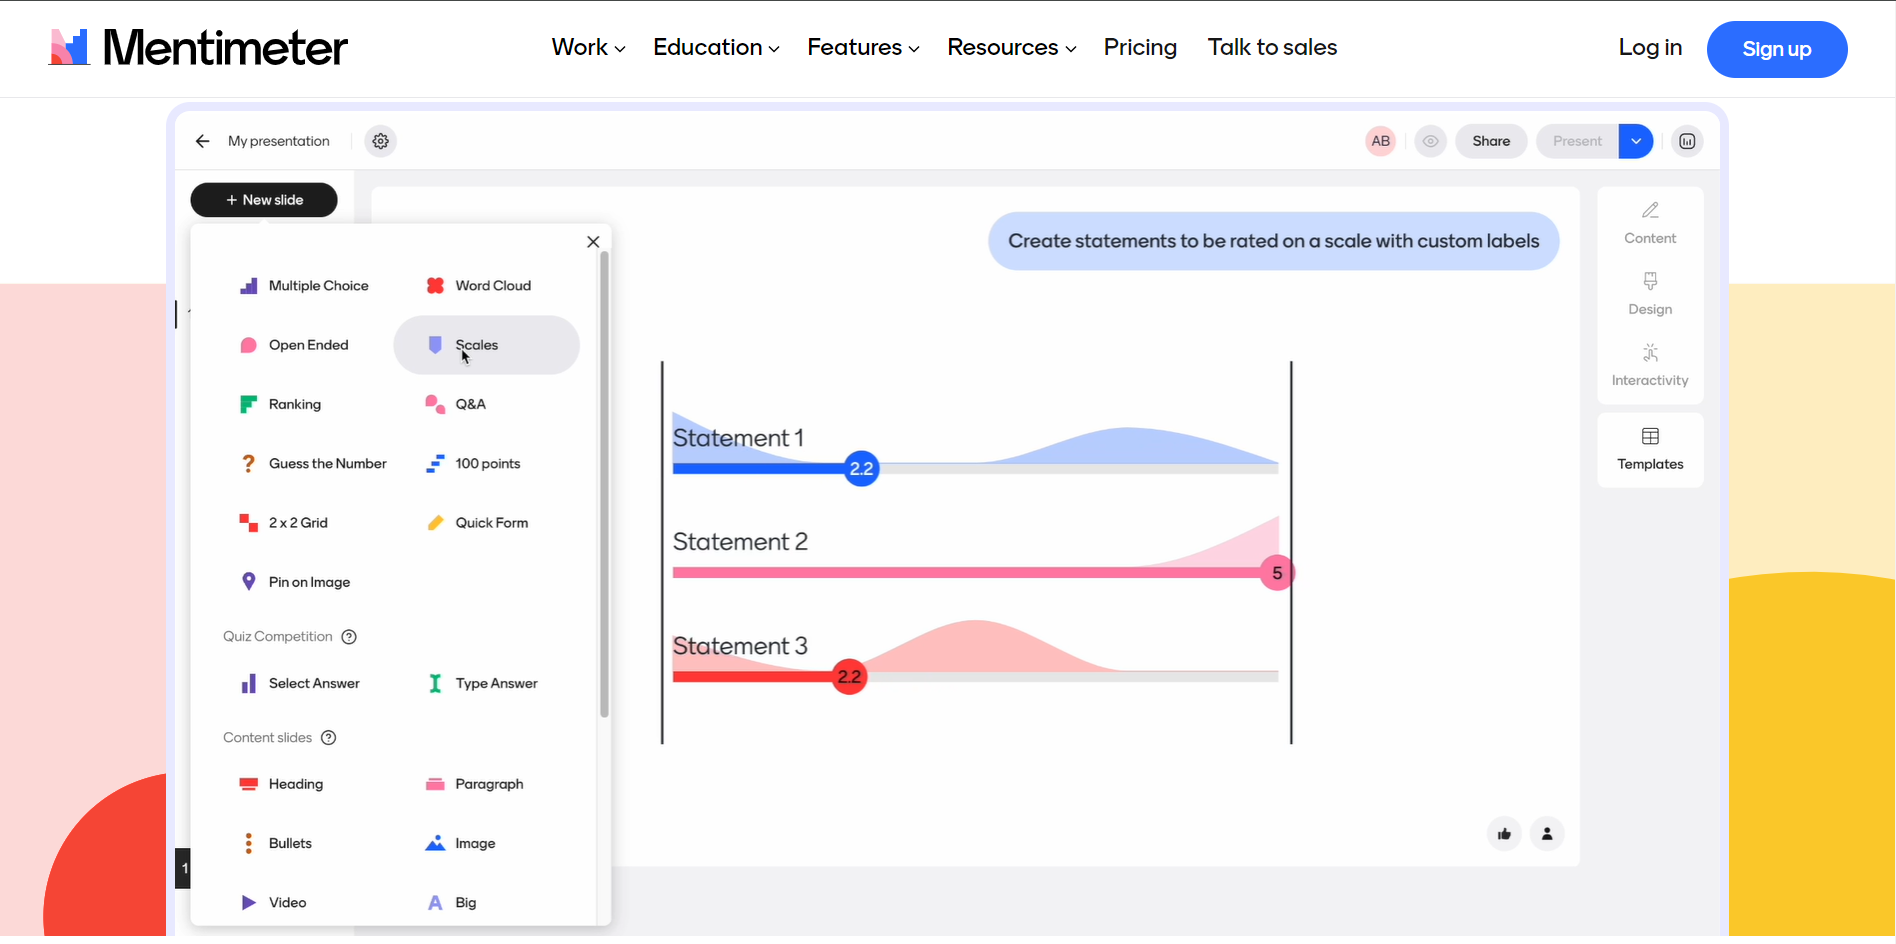 Mentimeter
Work
Education
Features
Resources
Pricing
Talk to sales
Log in
Sign up
My presentation
AB
Share
Present
+ New slide
Create statements to be rated on a scale with custom labels
Multiple Choice
Word Cloud
Open Ended
Scales
Ranking
Q&A
Guess the Number
100 points
2 x 2 Grid
Quick Form
Pin on Image
Quiz Competition ?
Select Answer
Type Answer
Content slides ?
Heading
Paragraph
Bullets
Image
Video
Big
Statement 1
2.2
Statement 2
5
Statement 3
2.2
Content
Design
Interactivity
Templates
1